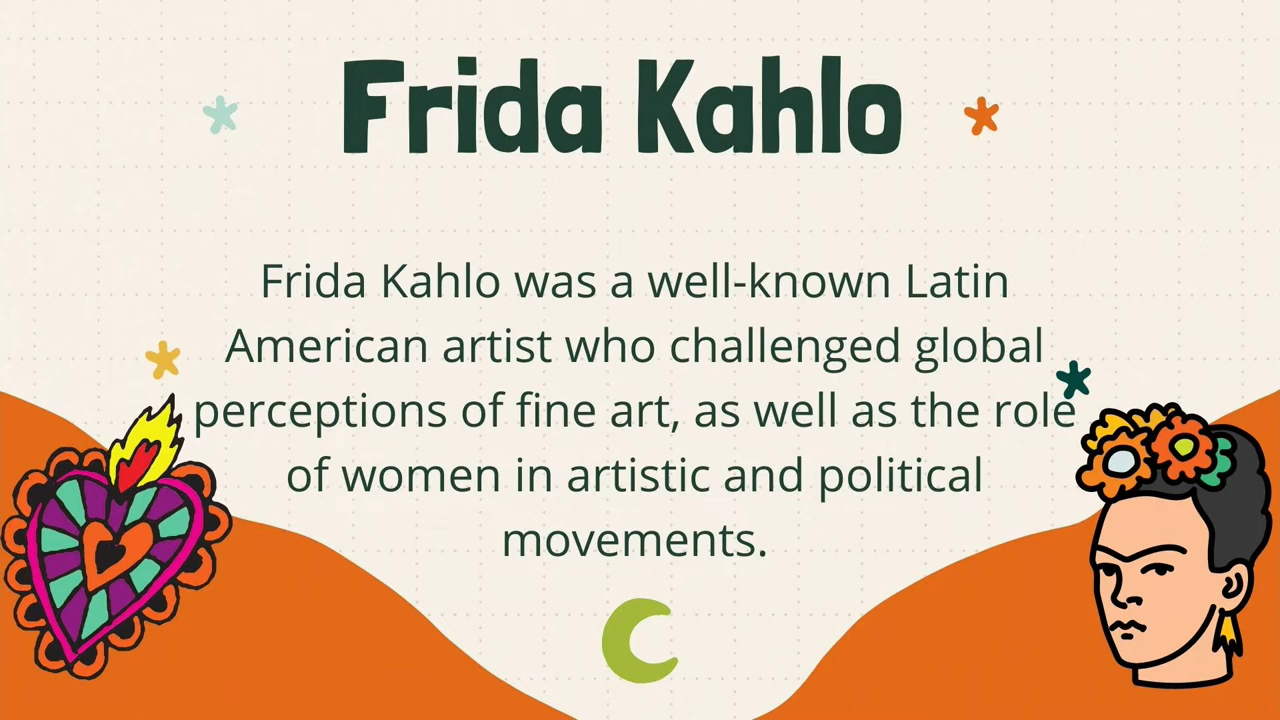 Frida Kahlo
Frida Kahlo was a well-known Latin
American artist who challenged global
perceptions of fine art, as well as the role
of women in artistic and political
movements.